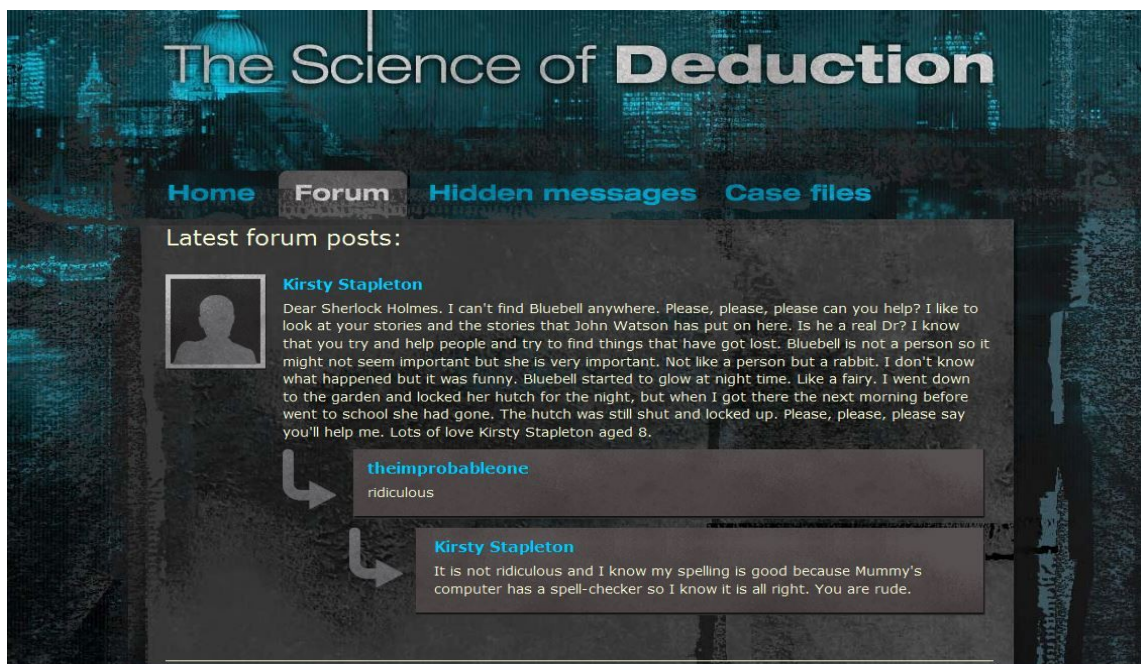 The Science of Deduction
Home Forum Hidden messages Case files
Latest forum posts:
Kirsty Stapleton
Dear Sherlock Holmes. I can't find Bluebell anywhere. Please, please, please can you help? I like to
look at your stories and the stories that John Watson has put on here. Is he a real Dr? I know
that you try and help people and try to find things that have got lost. Bluebell is not a person so it
might not seem important but she is very important. Not like a person but a rabbit. I don't know
what happened but it was funny. Bluebell started to glow at night time. Like a fairy. I went down
to the garden and locked her hutch for the night, but when I got there the next morning before
went to school she had gone. The hutch was still shut and locked up. Please, please, please say
you'll help me. Lots of love Kirsty Stapleton aged 8.
theimprobableone
ridiculous
Kirsty Stapleton
It is not ridiculous and I know my spelling is good because Mummy's
computer has a spell-checker so I know it is all right. You are rude.